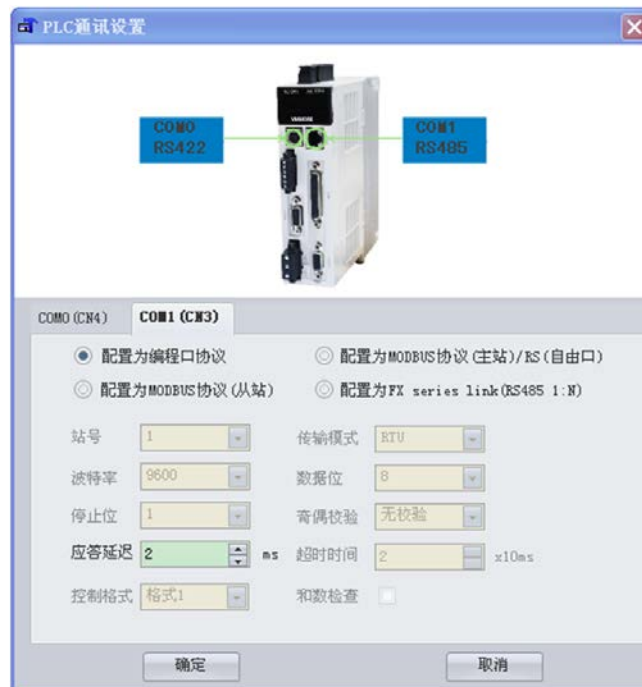 PLC通讯设置
COM0
RS422
COM1
RS485
COM0(CN4)
COM1(CN3)
配置为编程口协议
配置为MODBUS协议(主站)/RS(自由口)
配置为MODBUS协议(从站)
配置为FX series link(RS485 1:N)
站号 1 传输模式 RTU
波特率 9600 数据位 8
停止位 1 奇偶校验 无校验
应答延迟 2 ms 超时时间 2 x10ms
控制格式 格式1 和数检查
确定 取消